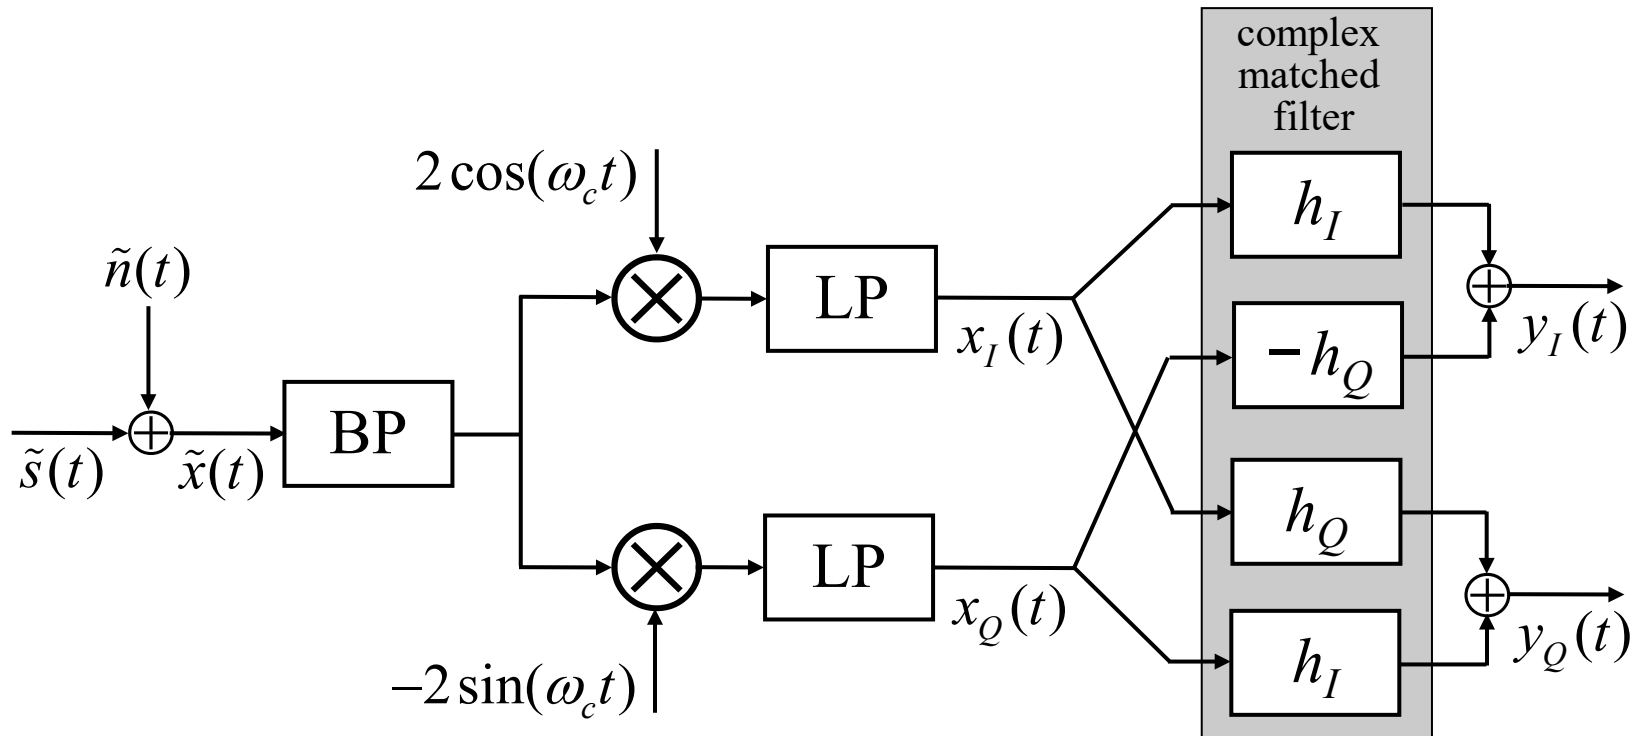 complex
matched
filter
2 cos(ω_c t)
h_I
ñ(t)
LP
x_I(t)
y_I(t)
−h_Q
BP
s̃(t)
x̃(t)
h_Q
LP
x_Q(t)
y_Q(t)
−2 sin(ω_c t)
h_I